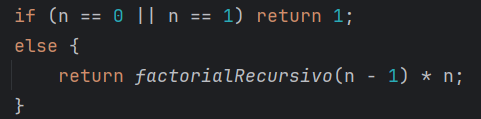 if (n == 0 || n == 1) return 1;
else {
    return factorialRecursivo(n - 1) * n;
}